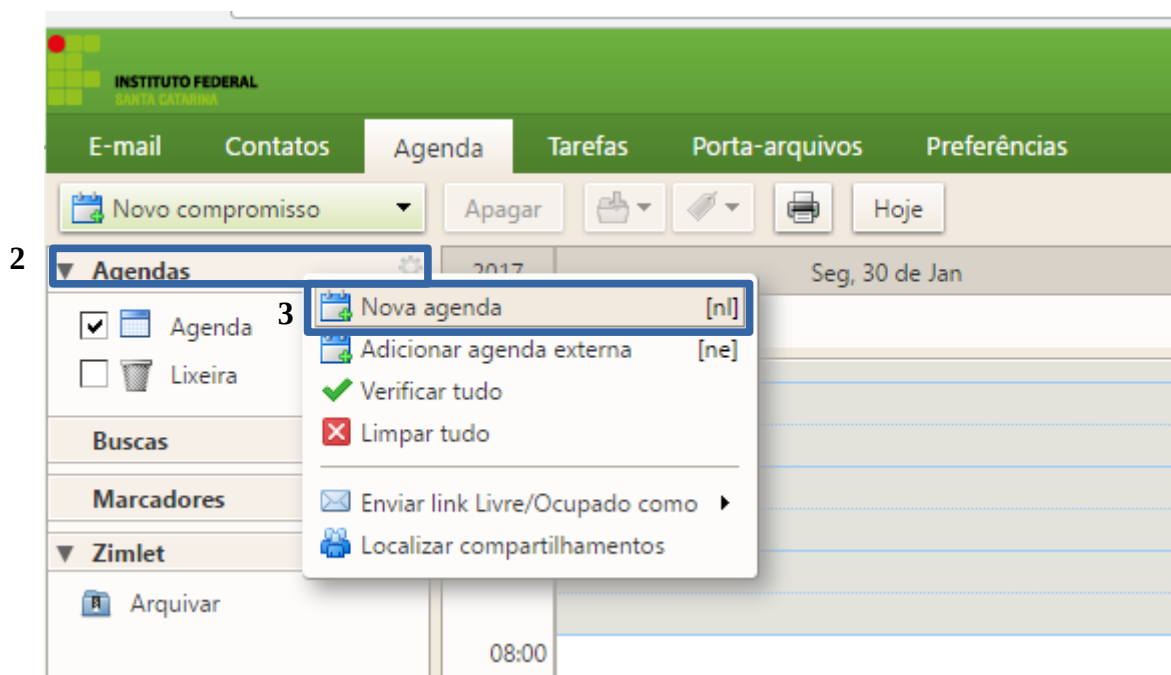 INSTITUTO FEDERAL
SANTA CATARINA
E-mail Contatos Agenda Tarefas Porta-arquivos Preferências
Novo compromisso Apagar Hoje
2 Agendas 2017 Seg, 30 de Jan
3 Nova agenda [nl]
Agenda
Adicionar agenda externa [ne]
Lixeira
Verificar tudo
Buscas
Limpar tudo
Marcadores
Enviar link Livre/Ocupado como
Zimlet
Localizar compartilhamentos
Arquivar
08:00